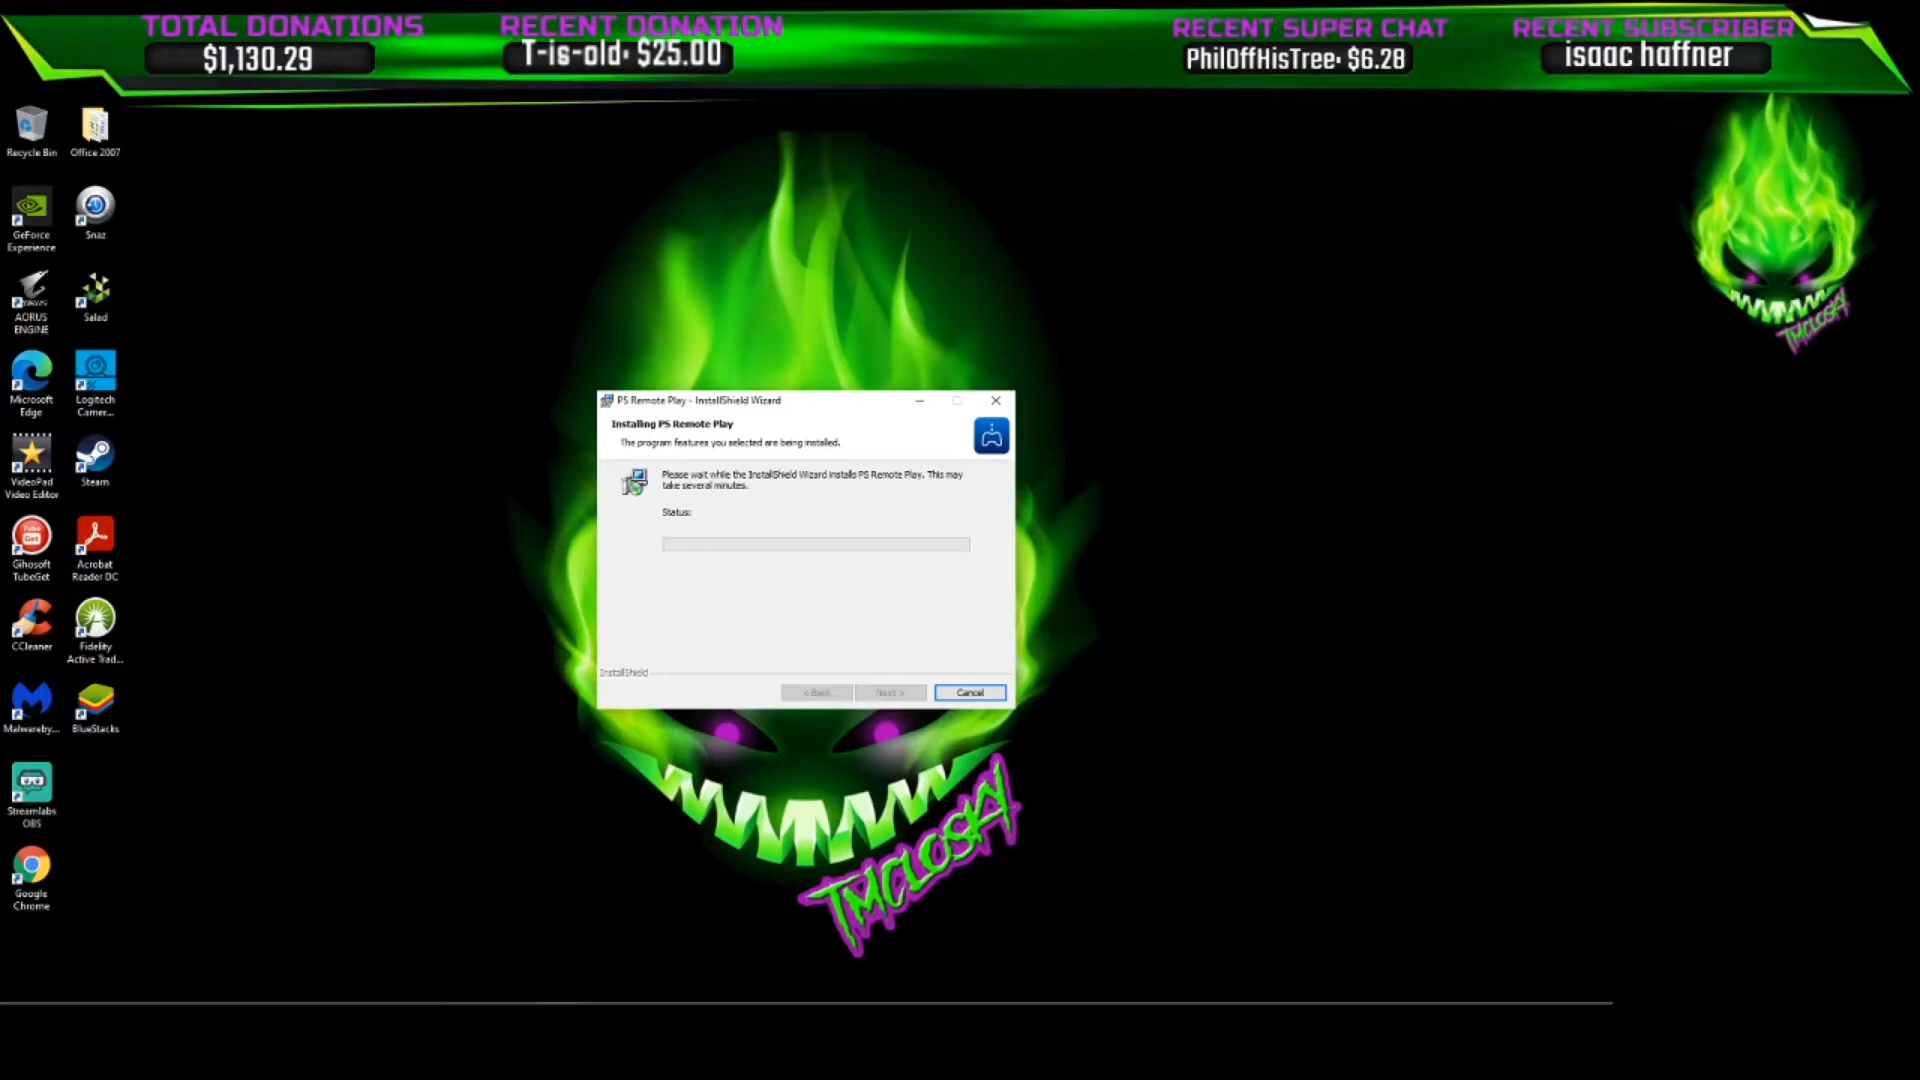 TOTAL DONATIONS
$1,130.29
RECENT DONATION
T-is-old: $25.00
RECENT SUPER CHAT
PhilOffHisTree: $6.28
RECENT SUBSCRIBER
isaac haffner
Recycle Bin
Office 2007
GeForce
Experience
Snaz
AORUS
ENGINE
Salad
Microsoft
Edge
Logitech
Camer...
VideoPad
Video Editor
Steam
Gihosoft
TubeGet
Acrobat
Reader DC
CCleaner
Fidelity
Active Trad...
Malwareby...
BlueStacks
Streamlabs
OBS
Google
Chrome
PS Remote Play - InstallShield Wizard
Installing PS Remote Play
The program features you selected are being installed.
Please wait while the InstallShield Wizard installs PS Remote Play. This may
take several minutes.
Status:
InstallShield
< Back
Next >
Cancel
TMCLOSKY
TMCLOSKY